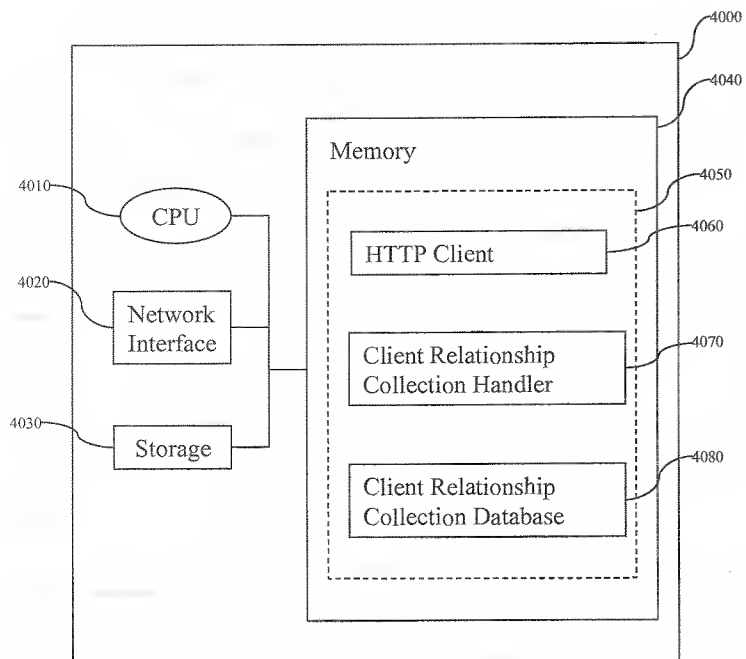 4000
4040
Memory
4050
4010
CPU
4060
HTTP Client
4020
Network
Interface
4070
Client Relationship
Collection Handler
4030
Storage
4080
Client Relationship
Collection Database